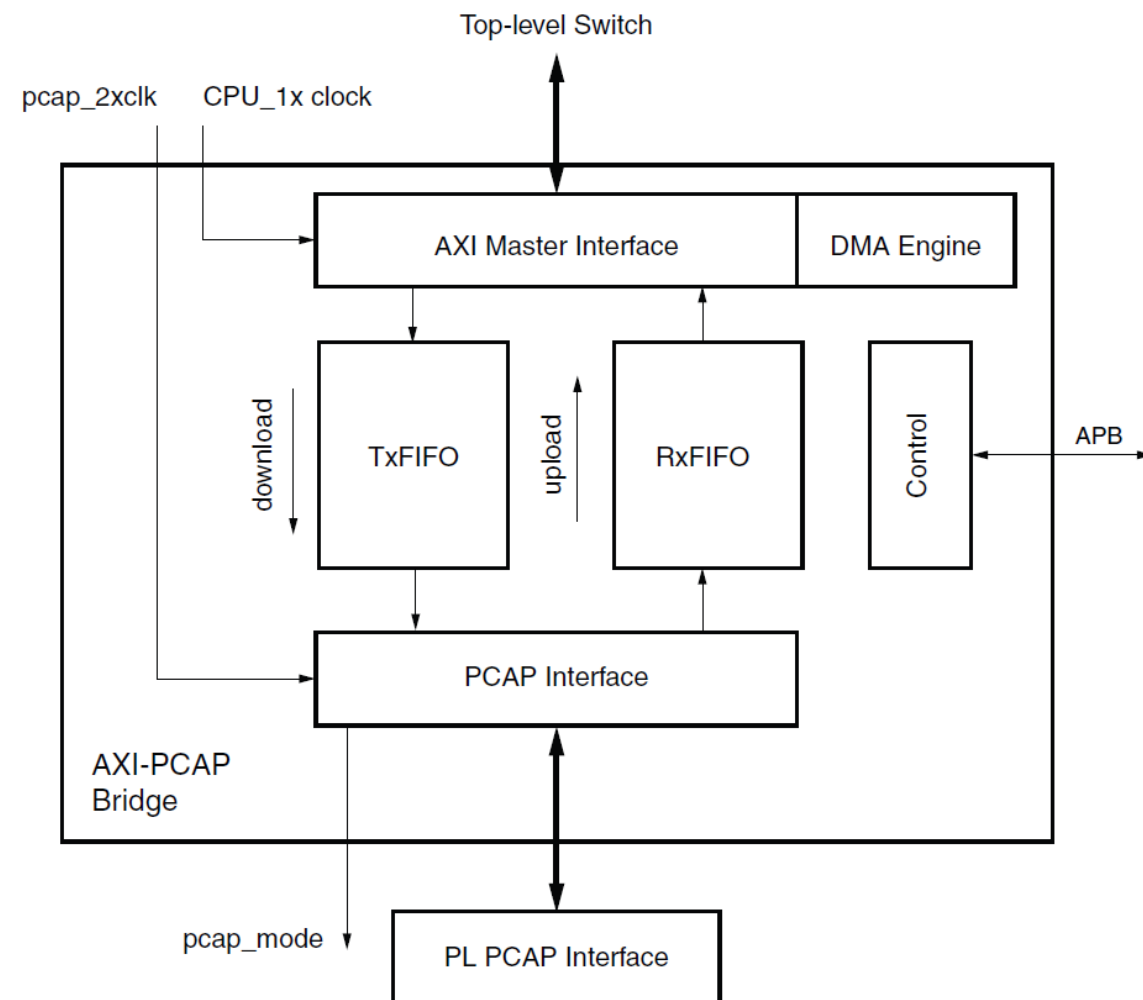 Top-level Switch
pcap_2xclk
CPU_1x clock
AXI Master Interface
DMA Engine
download
TxFIFO
upload
RxFIFO
Control
APB
PCAP Interface
AXI-PCAP
Bridge
pcap_mode
PL PCAP Interface